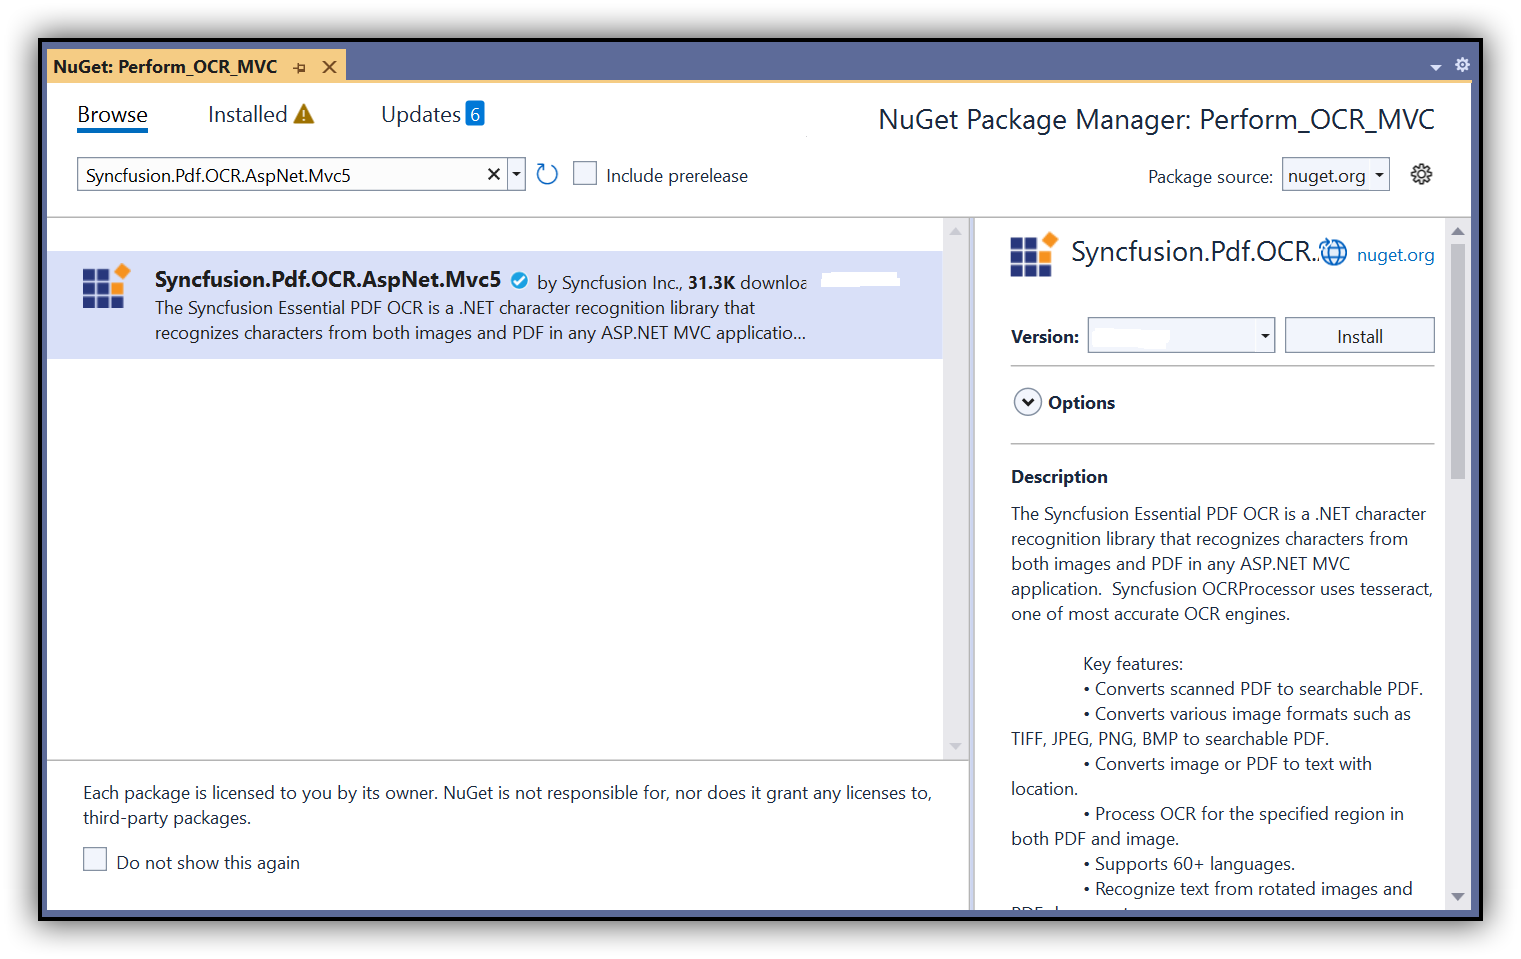 NuGet: Perform_OCR_MVC
Browse Installed Updates 6
NuGet Package Manager: Perform_OCR_MVC
Syncfusion.Pdf.OCR.AspNet.Mvc5
Include prerelease
Package source: nuget.org
Syncfusion.Pdf.OCR.AspNet.Mvc5 by Syncfusion Inc., 31.3K downloa
The Syncfusion Essential PDF OCR is a .NET character recognition library that
recognizes characters from both images and PDF in any ASP.NET MVC applicatio...
Each package is licensed to you by its owner. NuGet is not responsible for, nor does it grant any licenses to,
third-party packages.
Do not show this again
Syncfusion.Pdf.OCR. nuget.org
Version: Install
Options
Description
The Syncfusion Essential PDF OCR is a .NET character
recognition library that recognizes characters from
both images and PDF in any ASP.NET MVC
application.  Syncfusion OCRProcessor uses tesseract,
one of most accurate OCR engines.
Key features:
• Converts scanned PDF to searchable PDF.
• Converts various image formats such as
TIFF, JPEG, PNG, BMP to searchable PDF.
• Converts image or PDF to text with
location.
• Process OCR for the specified region in
both PDF and image.
• Supports 60+ languages.
• Recognize text from rotated images and